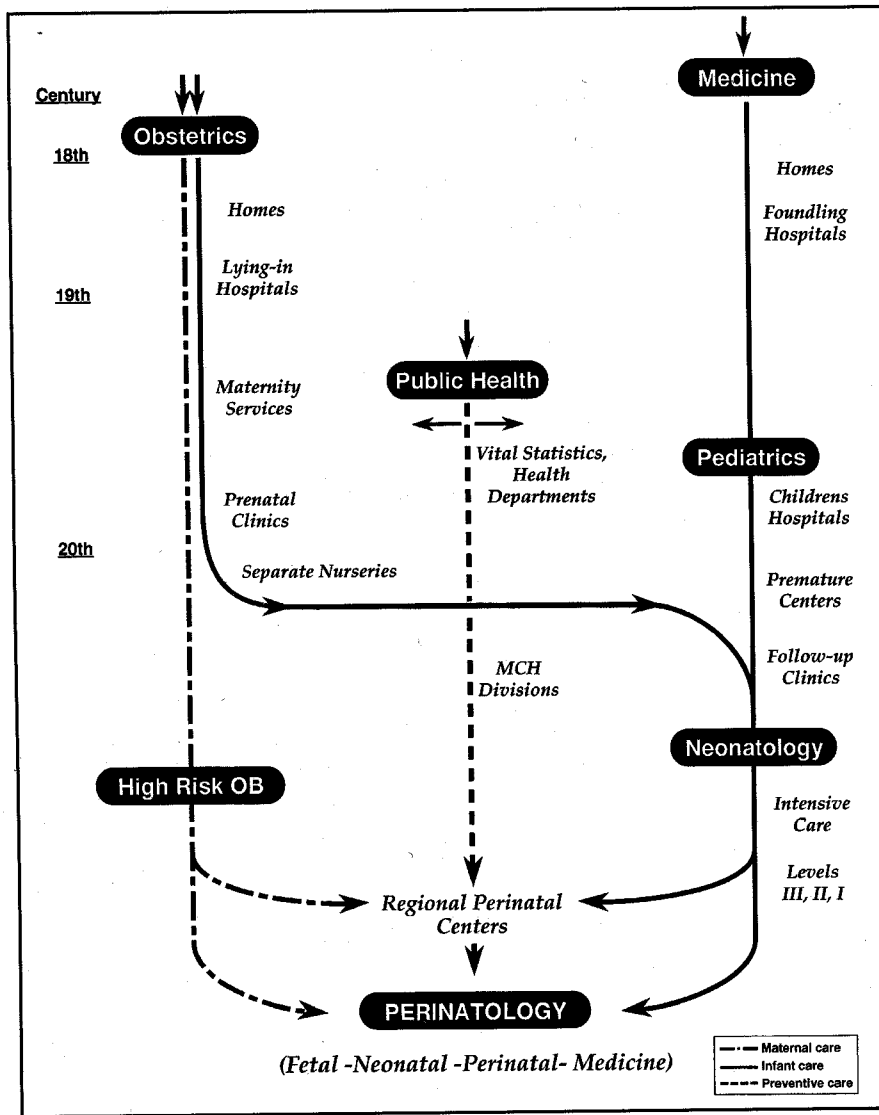 Medicine
Century
Obstetrics
18th
Homes
Foundling
Hospitals
Homes
Lying-in
Hospitals
19th
Public Health
Maternity
Services
Vital Statistics,
Health
Departments
Pediatrics
Childrens
Hospitals
Prenatal
Clinics
20th
Separate Nurseries
Premature
Centers
MCH
Divisions
Follow-up
Clinics
Neonatology
High Risk OB
Intensive
Care
Levels
III, II, I
Regional Perinatal
Centers
PERINATOLOGY
(Fetal -Neonatal -Perinatal- Medicine)
Maternal care
Infant care
Preventive care